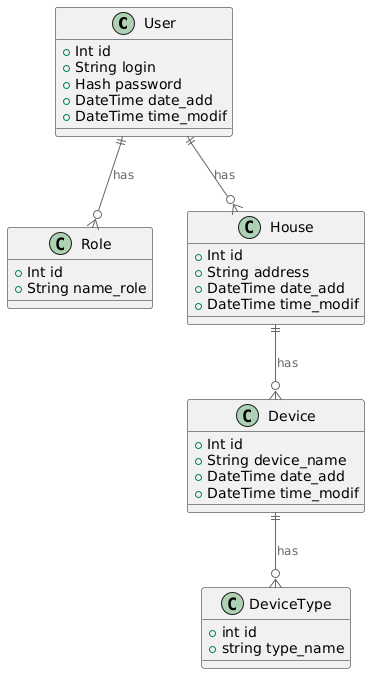 C User
Int id
String login
Hash password
DateTime date_add
DateTime time_modif
has
has
C Role
Int id
String name_role
C House
Int id
String address
DateTime date_add
DateTime time_modif
has
C Device
Int id
String device_name
DateTime date_add
DateTime time_modif
has
C DeviceType
int id
string type_name